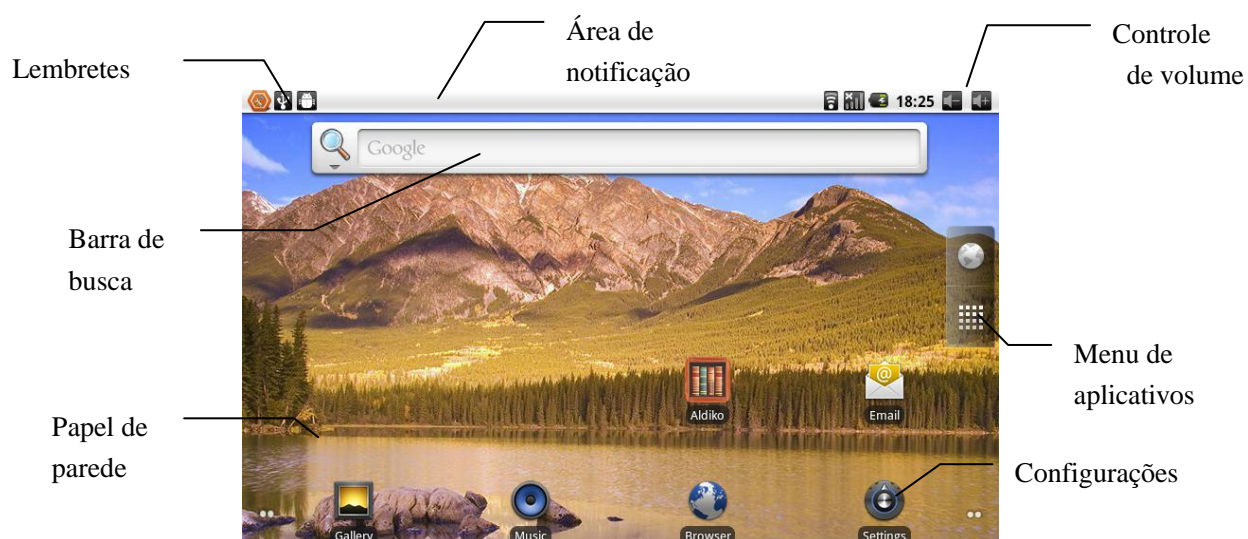 Área de
notificação
Controle
de volume
Lembretes
18:25
Google
Barra de
busca
Menu de
aplicativos
Aldiko
Email
Papel de
parede
Configurações
Gallery
Music
Browser
Settings